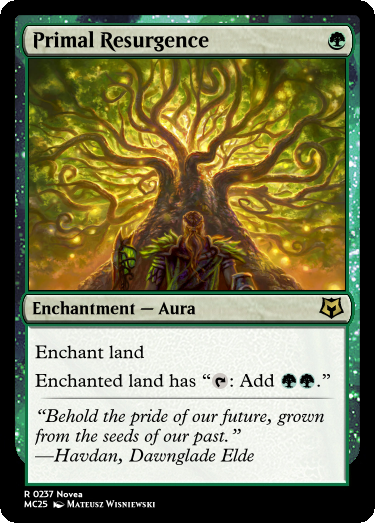 Primal Resurgence
Enchantment — Aura
Enchant land
Enchanted land has “: Add .”
“Behold the pride of our future, grown
from the seeds of our past.”
—Havdan, Dawnglade Elde
R 0237 Novea
MC25 Mateusz Wisniewski